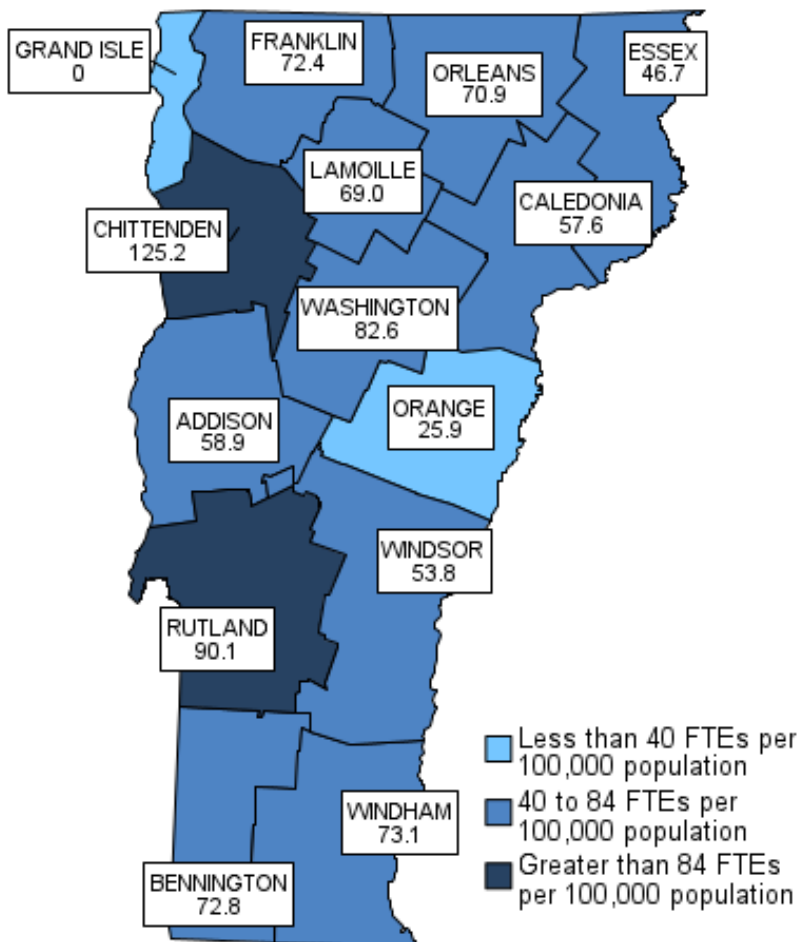 GRAND ISLE
0
FRANKLIN
72.4
ORLEANS
70.9
ESSEX
46.7
LAMOILLE
69.0
CALEDONIA
57.6
CHITTENDEN
125.2
WASHINGTON
82.6
ADDISON
58.9
ORANGE
25.9
WINDSOR
53.8
RUTLAND
90.1
WINDHAM
73.1
BENNINGTON
72.8
Less than 40 FTEs per
100,000 population
40 to 84 FTEs per
100,000 population
Greater than 84 FTEs
per 100,000 population